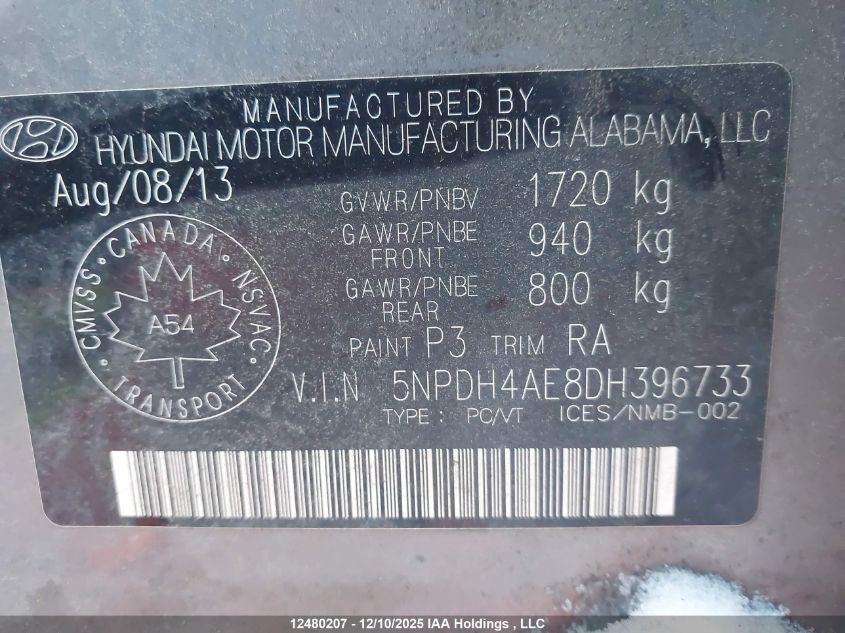 MANUFACTURED BY
HYUNDAI MOTOR MANUFACTURING ALABAMA, LLC
Aug/08/13
GVWR/PNBV 1720 kg
GAWR/PNBE FRONT 940 kg
GAWR/PNBE REAR 800 kg
CMVSS · CANADA · NSVAC
A54
TRANSPORT
PAINT P3 TRIM RA
V.I.N 5NPDH4AE8DH396733
TYPE : PC/VT ICES/NMB-002
12480207 - 12/10/2025 IAA Holdings , LLC